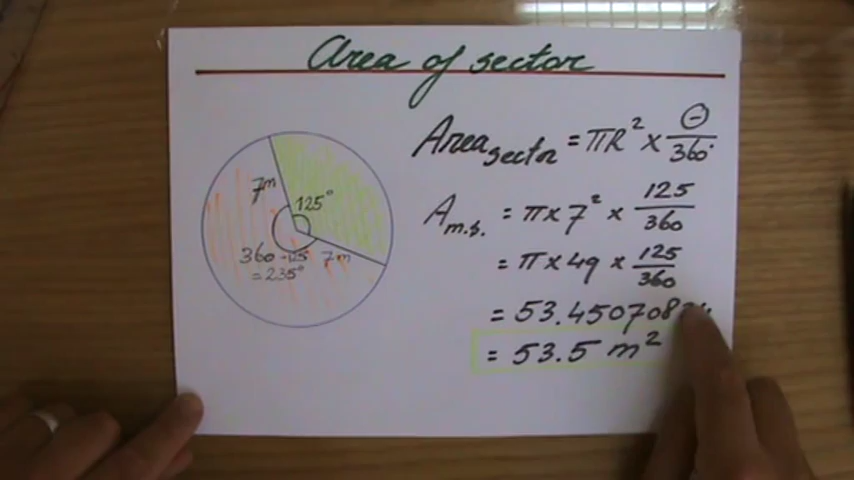 Area of sector
7m
125°
360-125
=235°
7m
Area sector = πR² × Θ/360°
A m.s. = π×7² × 125/360
= π × 49 × 125/360
= 53.450708
= 53.5 m²